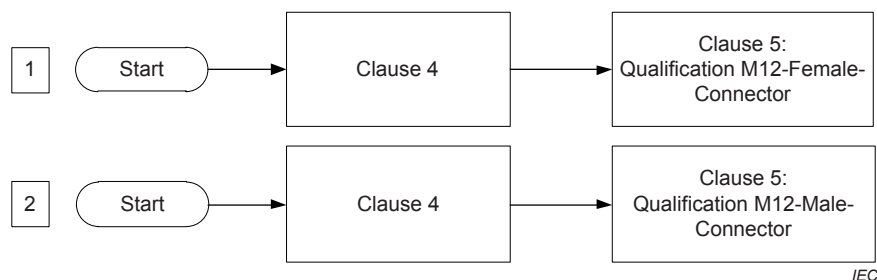 1
Start
Clause 4
Clause 5:
Qualification M12-Female-
Connector
2
Start
Clause 4
Clause 5:
Qualification M12-Male-
Connector
IEC